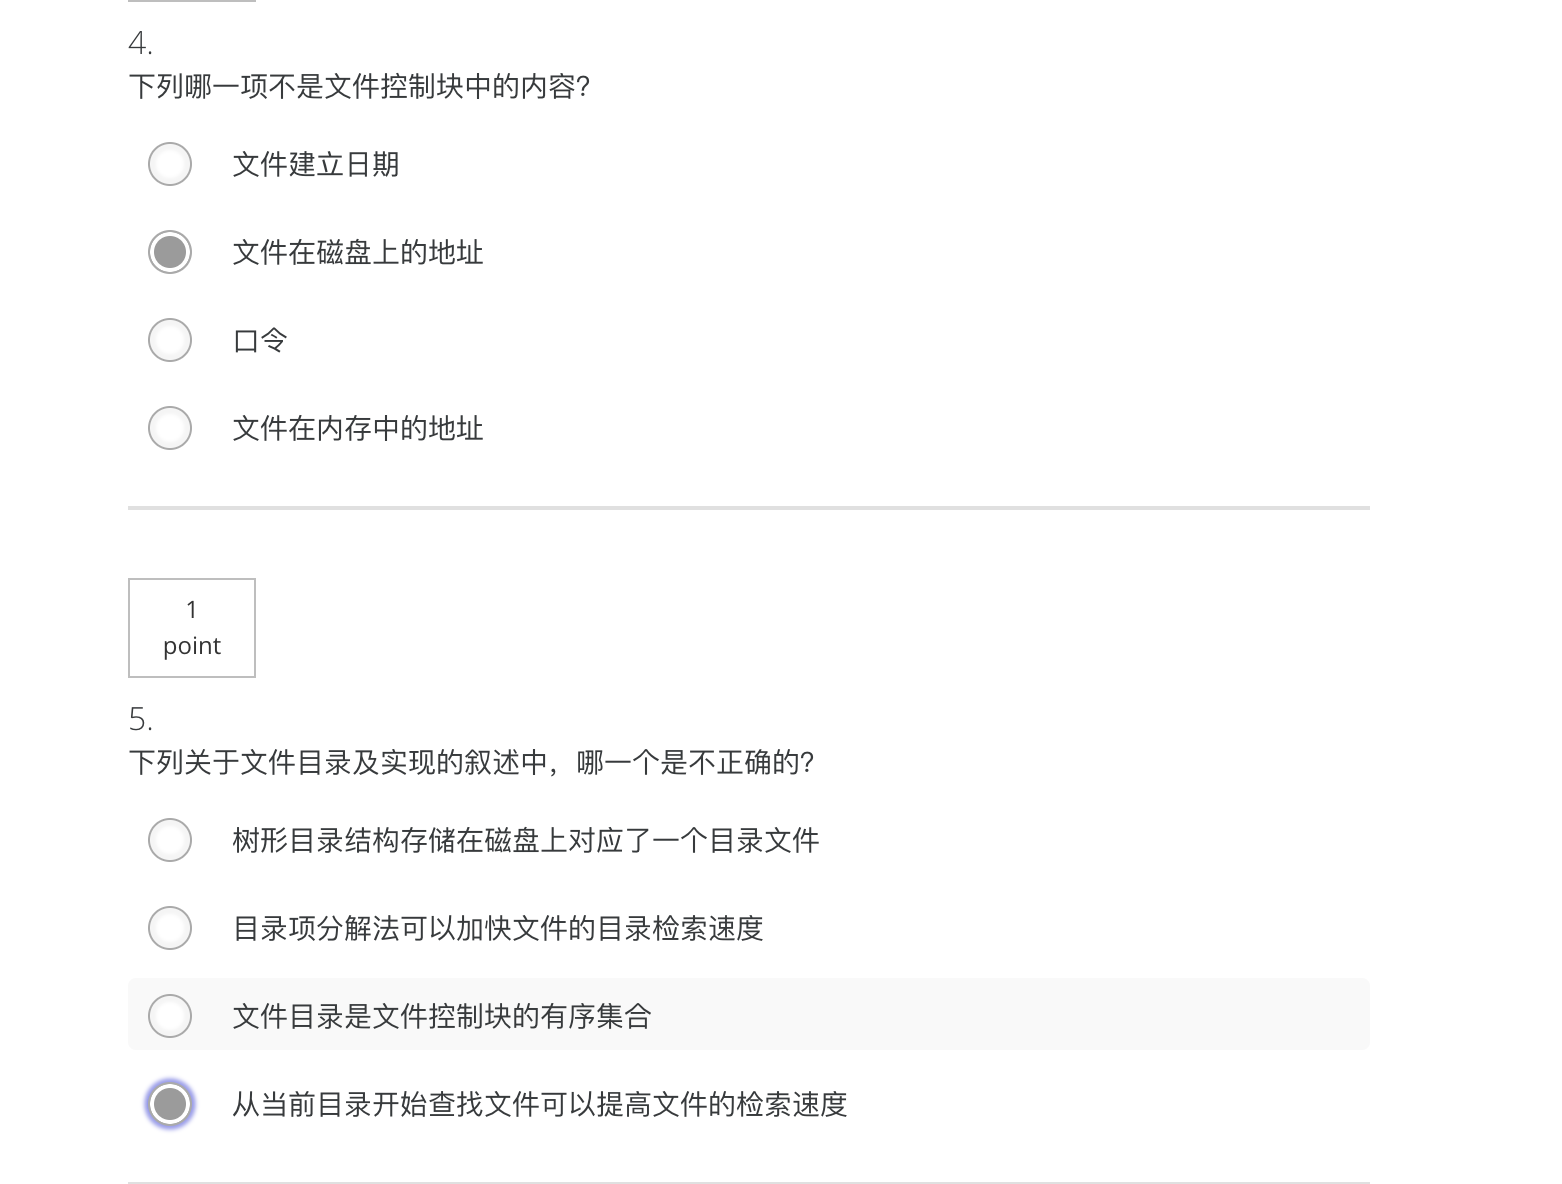 4.
下列哪一项不是文件控制块中的内容?
文件建立日期
文件在磁盘上的地址
口令
文件在内存中的地址
1
point
5.
下列关于文件目录及实现的叙述中，哪一个是不正确的?
树形目录结构存储在磁盘上对应了一个目录文件
目录项分解法可以加快文件的目录检索速度
文件目录是文件控制块的有序集合
从当前目录开始查找文件可以提高文件的检索速度